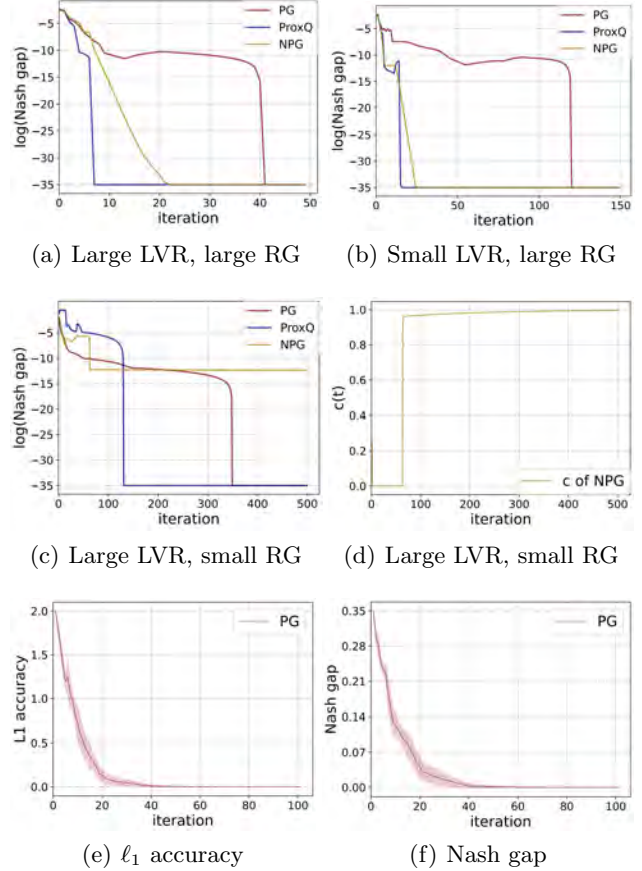 PG
ProxQ
NPG
log(Nash gap)
−5
−10
−15
−20
−25
−30
−35
0 20 40 50
iteration
(a) Large LVR, large RG
PG
ProxQ
NPG
log(Nash gap)
−5
−10
−15
−20
−25
−30
−35
0 50 100 150
iteration
(b) Small LVR, large RG
PG
ProxQ
NPG
log(Nash gap)
−5
−10
−15
−20
−25
−30
−35
0 100 200 300 400 500
iteration
(c) Large LVR, small RG
c(t)
1.0
0.8
0.6
0.4
0.2
0.0
c of NPG
0 100 200 300 400 500
iteration
(d) Large LVR, small RG
PG
L1 accuracy
2.0
1.5
1.0
0.5
0.0
0 20 40 60 80 100
iteration
(e) ℓ₁ accuracy
PG
Nash gap
0.35
0.28
0.21
0.14
0.07
0.00
0 20 40 60 80 100
iteration
(f) Nash gap